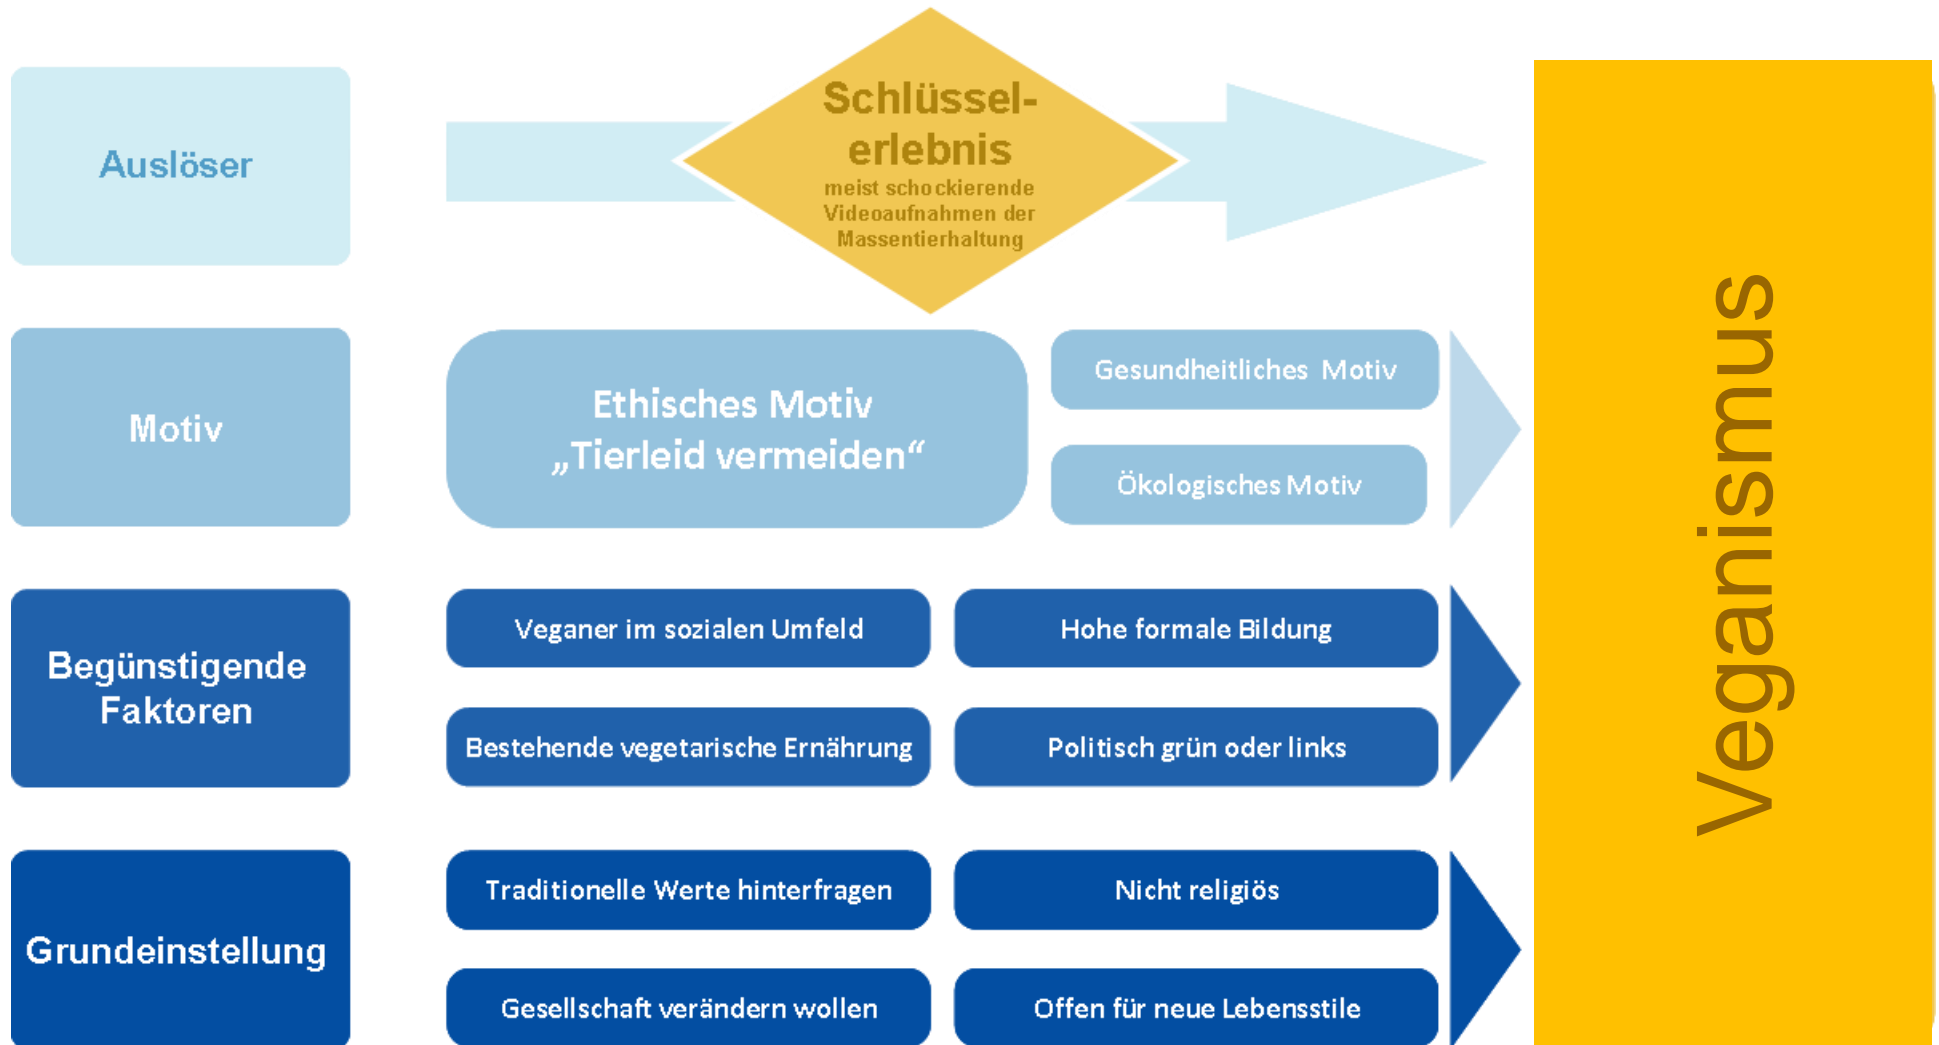 Auslöser
Schlüssel-
erlebnis
meist schockierende
Videoaufnahmen der
Massentierhaltung
Motiv
Ethisches Motiv
„Tierleid vermeiden“
Gesundheitliches Motiv
Ökologisches Motiv
Begünstigende
Faktoren
Veganer im sozialen Umfeld
Hohe formale Bildung
Bestehende vegetarische Ernährung
Politisch grün oder links
Grundeinstellung
Traditionelle Werte hinterfragen
Nicht religiös
Gesellschaft verändern wollen
Offen für neue Lebensstile
Veganismus